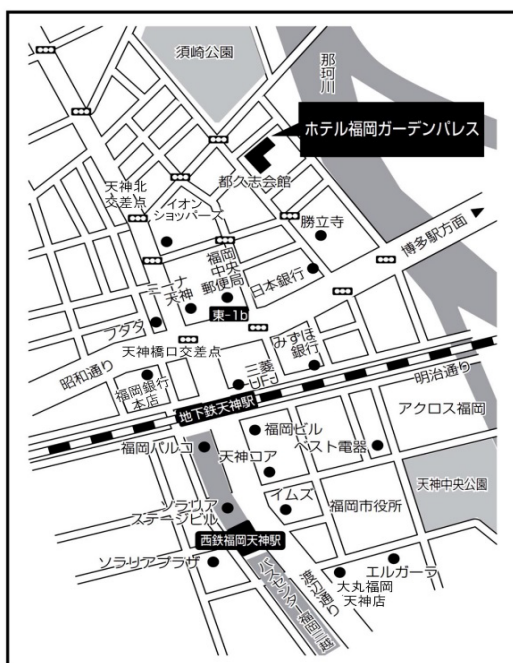 須崎公園
那珂川
ホテル福岡ガーデンパレス
都久志会館
天神北
交差点
イオン
ショッパーズ
勝立寺
博多駅方面
福岡
中央
郵便局
日本銀行
ミーナ
天神
東-1b
フタタ
天神橋口交差点
みずほ
銀行
昭和通り
福岡銀行
本店
三菱
UFJ
明治通り
地下鉄天神駅
アクロス福岡
福岡ビル
福岡パルコ
天神コア
ベスト電器
天神中央公園
ソラリア
ステージビル
イムズ
福岡市役所
西鉄福岡天神駅
ソラリアプラザ
バスセンター福岡三越
渡辺通り
エルガーラ
大丸福岡
天神店